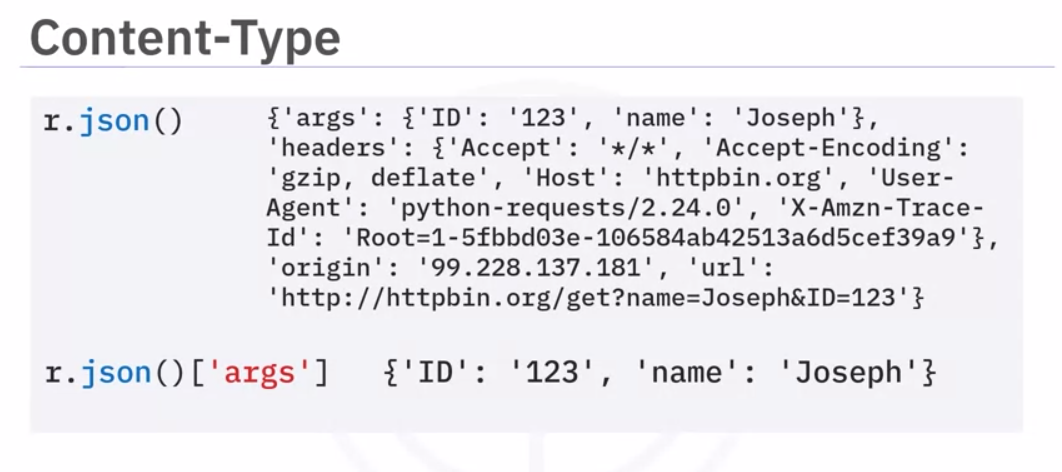 Content-Type
r.json() {'args': {'ID': '123', 'name': 'Joseph'},
'headers': {'Accept': '*/*', 'Accept-Encoding':
'gzip, deflate', 'Host': 'httpbin.org', 'User-
Agent': 'python-requests/2.24.0', 'X-Amzn-Trace-
Id': 'Root=1-5fbbd03e-106584ab42513a6d5cef39a9'},
'origin': '99.228.137.181', 'url':
'http://httpbin.org/get?name=Joseph&ID=123'}
r.json()['args'] {'ID': '123', 'name': 'Joseph'}